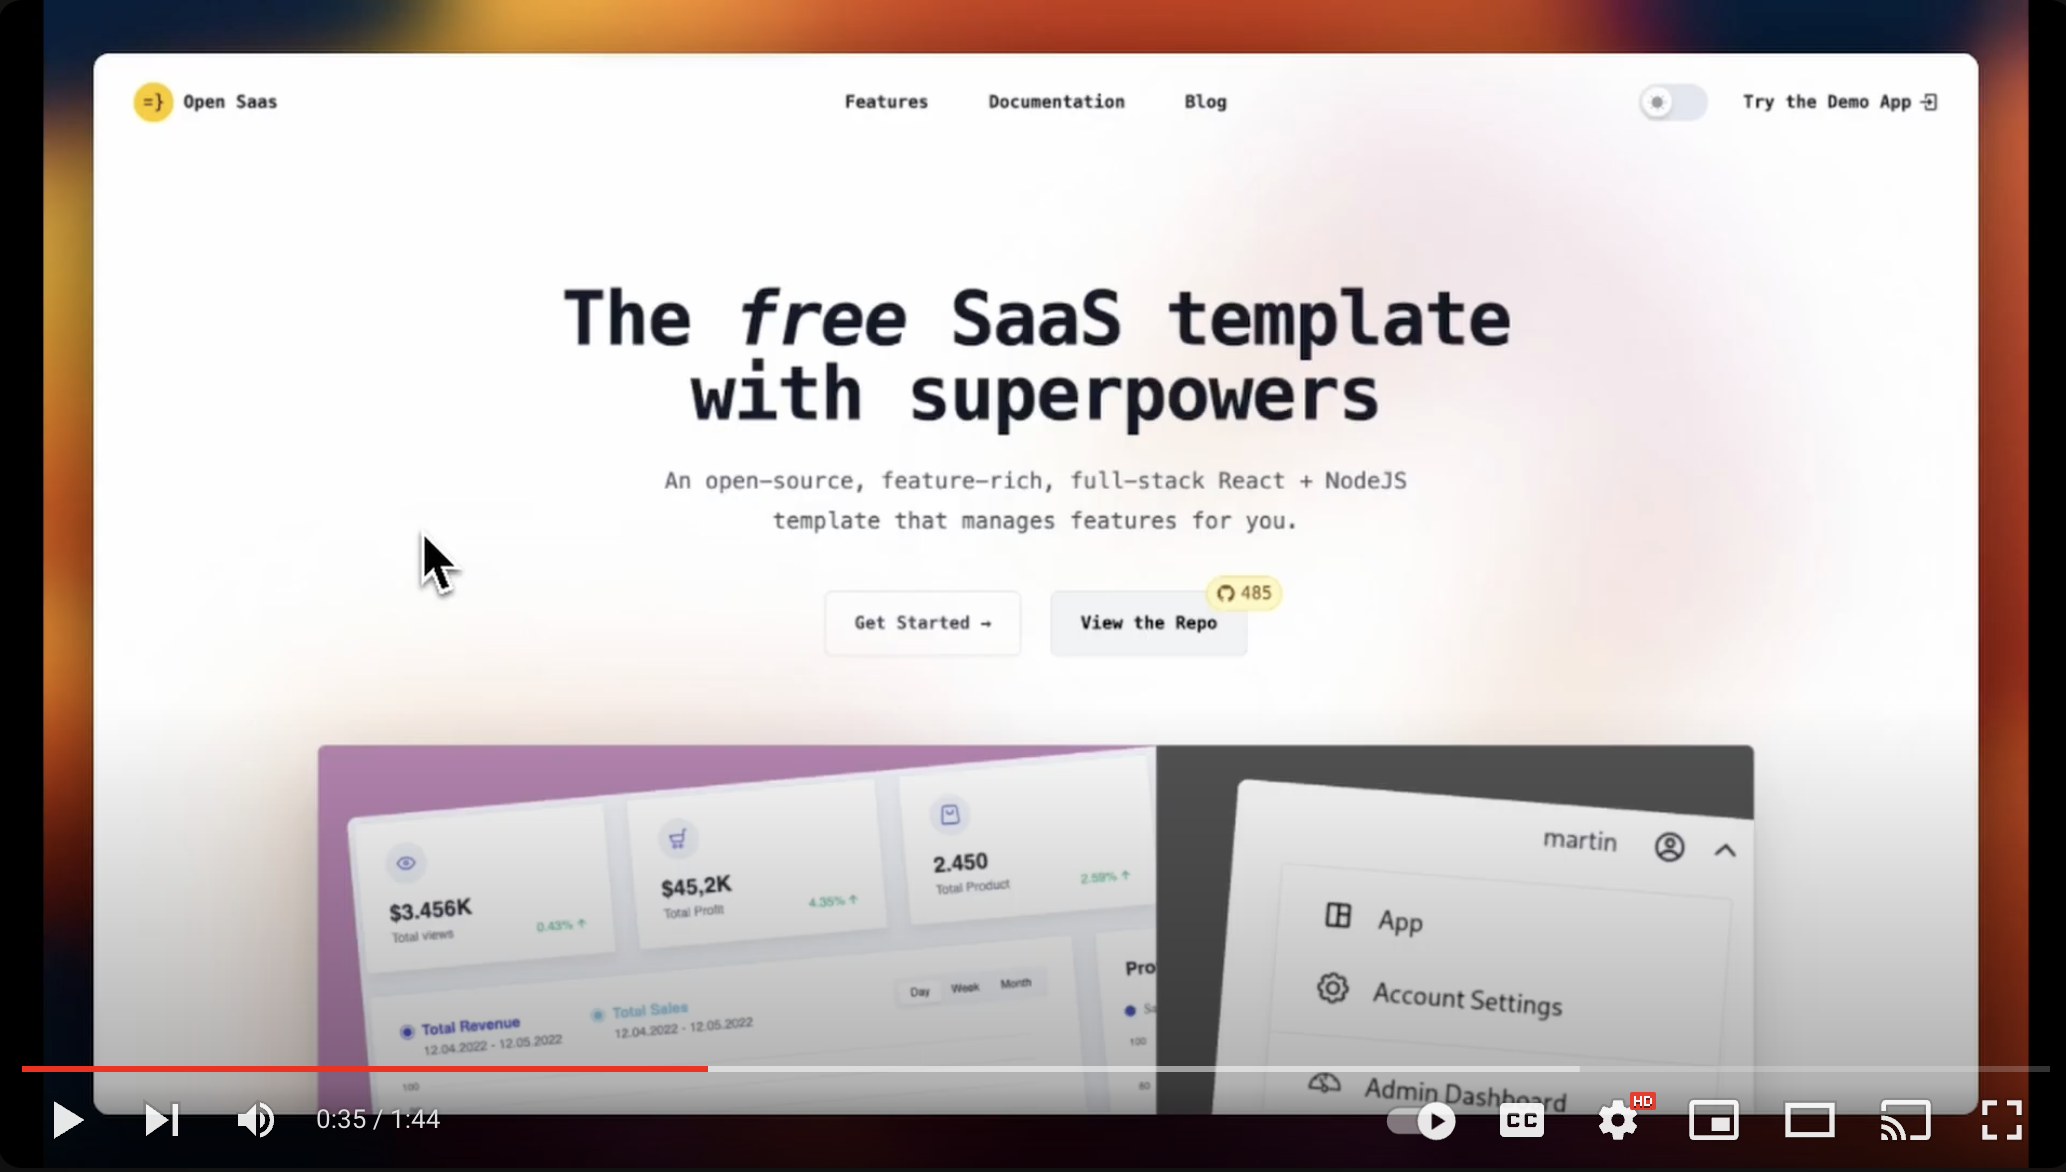 =} Open Saas
Features
Documentation
Blog
Try the Demo App
The free SaaS template
with superpowers
An open-source, feature-rich, full-stack React + NodeJS
template that manages features for you.
Get Started →
View the Repo
485
$3.456K
Total views
0.43% ↑
$45,2K
Total Profit
4.35% ↑
2.450
Total Product
2.59% ↑
Total Revenue
12.04.2022 - 12.05.2022
Total Sales
12.04.2022 - 12.05.2022
Day
Week
Month
100
Pro
Sa
100
80
martin
App
Account Settings
Admin Dashboard
0:35 / 1:44
CC
HD